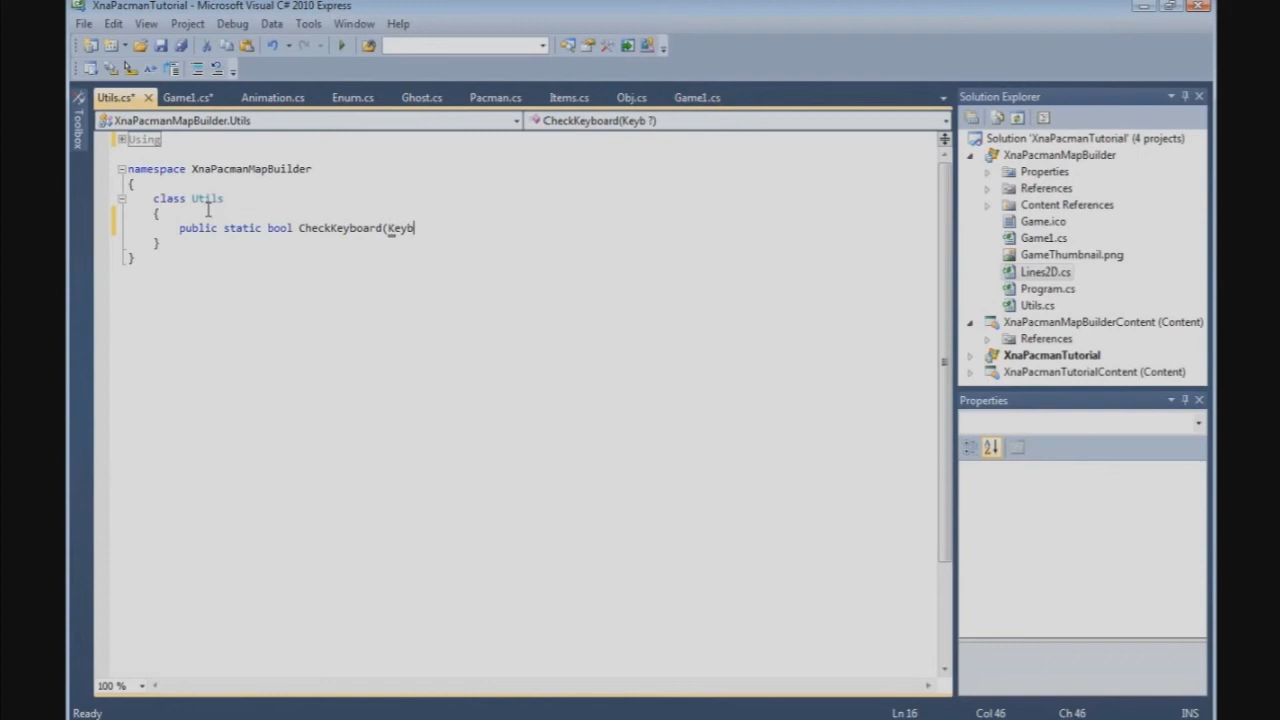 XnaPacmanTutorial - Microsoft Visual C# 2010 Express
File Edit View Project Debug Data Tools Window Help
Utils.cs* Game1.cs* Animation.cs Enum.cs Ghost.cs Pacman.cs Items.cs Obj.cs Game1.cs
XnaPacmanMapBuilder.Utils CheckKeyboard(Keyb ?)
Using
namespace XnaPacmanMapBuilder
{
class Utils
{
public static bool CheckKeyboard(Keyb
}
}
100 %
Toolbox
Solution Explorer
Solution 'XnaPacmanTutorial' (4 projects)
XnaPacmanMapBuilder
Properties
References
Content References
Game.ico
Game1.cs
GameThumbnail.png
Lines2D.cs
Program.cs
Utils.cs
XnaPacmanMapBuilderContent (Content)
References
XnaPacmanTutorial
XnaPacmanTutorialContent (Content)
Properties
Ready Ln 16 Col 46 Ch 46 INS